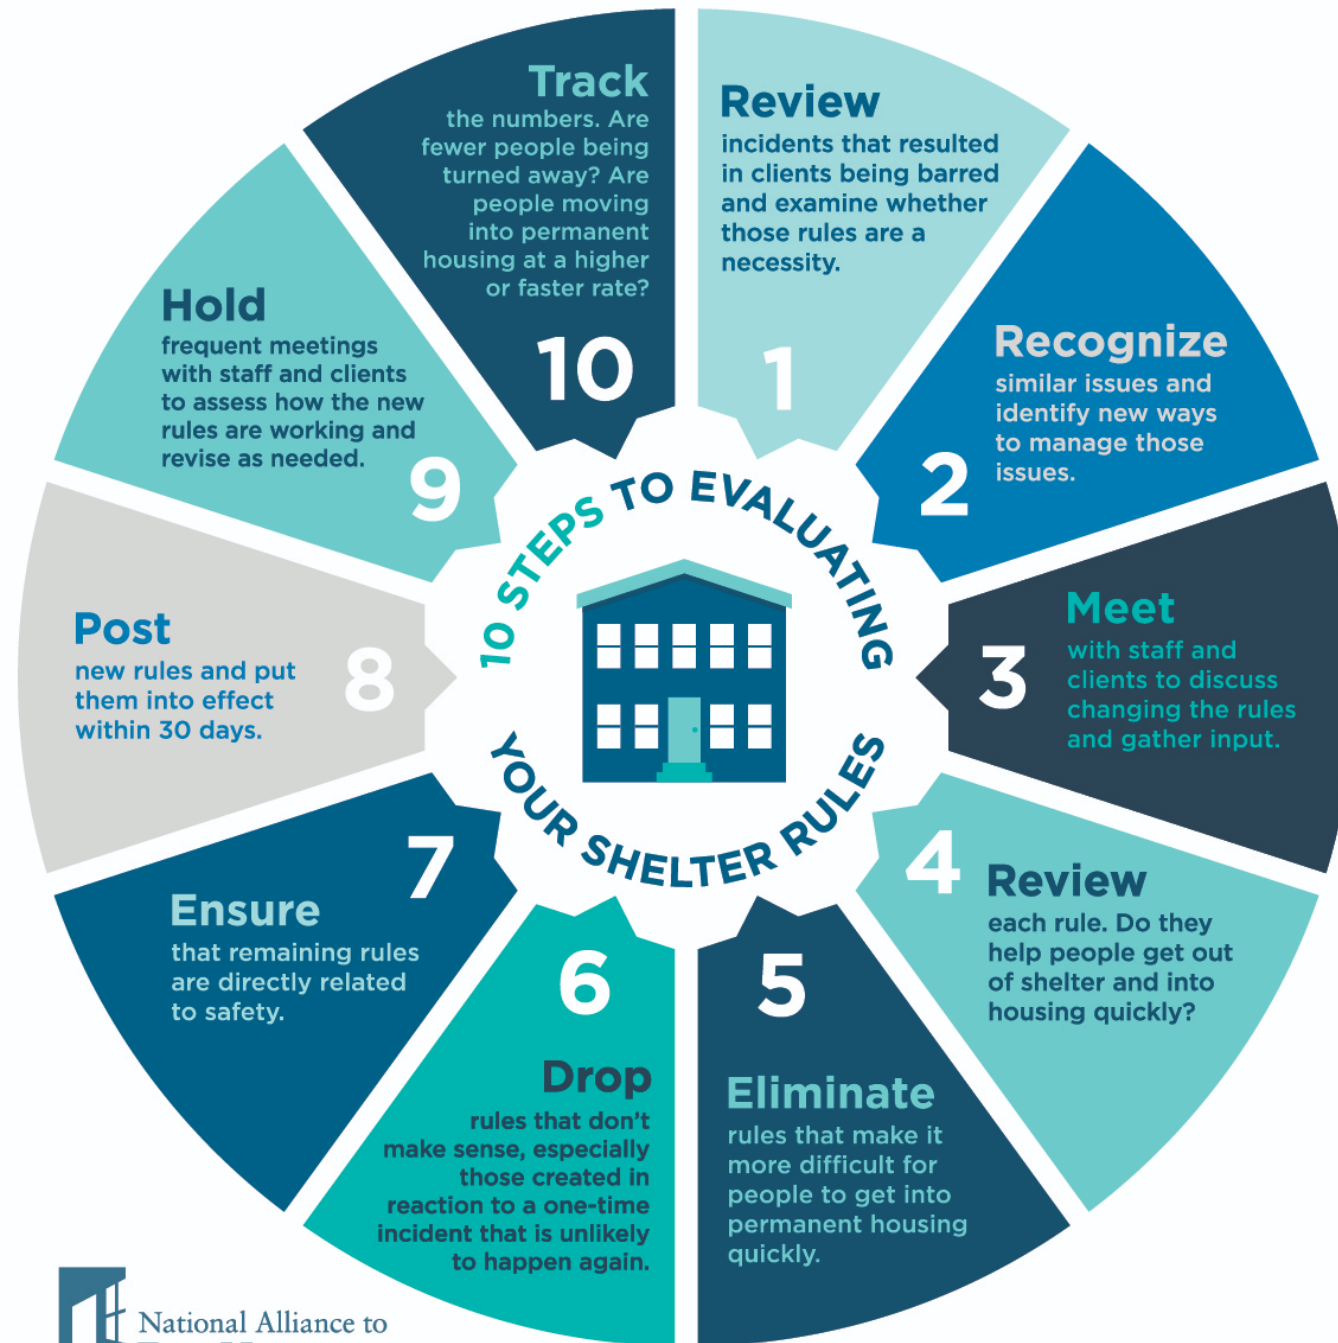 10 STEPS TO EVALUATING
YOUR SHELTER RULES
1
Review
incidents that resulted
in clients being barred
and examine whether
those rules are a
necessity.
2
Recognize
similar issues and
identify new ways
to manage those
issues.
3
Meet
with staff and
clients to discuss
changing the rules
and gather input.
4
Review
each rule. Do they
help people get out
of shelter and into
housing quickly?
5
Eliminate
rules that make it
more difficult for
people to get into
permanent housing
quickly.
6
Drop
rules that don't
make sense, especially
those created in
reaction to a one-time
incident that is unlikely
to happen again.
7
Ensure
that remaining rules
are directly related
to safety.
8
Post
new rules and put
them into effect
within 30 days.
9
Hold
frequent meetings
with staff and clients
to assess how the new
rules are working and
revise as needed.
10
Track
the numbers. Are
fewer people being
turned away? Are
people moving
into permanent
housing at a higher
or faster rate?
National Alliance to